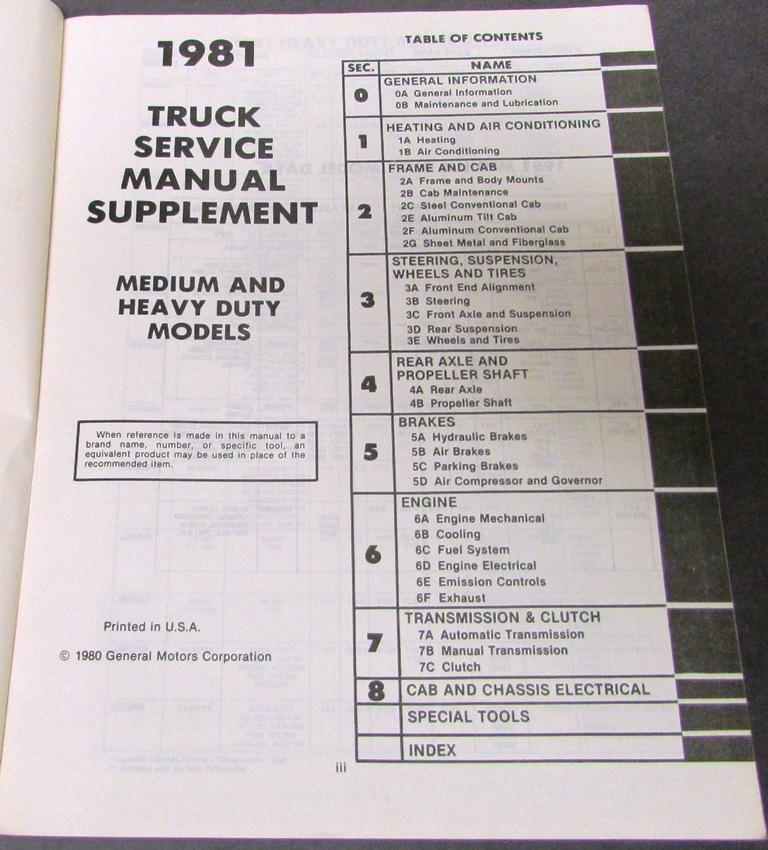 1981
TRUCK
SERVICE
MANUAL
SUPPLEMENT
MEDIUM AND
HEAVY DUTY
MODELS
When reference is made in this manual to a
brand name, number, or specific tool, an
equivalent product may be used in place of the
recommended item.
Printed in U.S.A.
© 1980 General Motors Corporation
TABLE OF CONTENTS
SEC. NAME
0 GENERAL INFORMATION
0A General Information
0B Maintenance and Lubrication
1 HEATING AND AIR CONDITIONING
1A Heating
1B Air Conditioning
2 FRAME AND CAB
2A Frame and Body Mounts
2B Cab Maintenance
2C Steel Conventional Cab
2E Aluminum Tilt Cab
2F Aluminum Conventional Cab
2G Sheet Metal and Fiberglass
3 STEERING, SUSPENSION,
WHEELS AND TIRES
3A Front End Alignment
3B Steering
3C Front Axle and Suspension
3D Rear Suspension
3E Wheels and Tires
4 REAR AXLE AND
PROPELLER SHAFT
4A Rear Axle
4B Propeller Shaft
5 BRAKES
5A Hydraulic Brakes
5B Air Brakes
5C Parking Brakes
5D Air Compressor and Governor
6 ENGINE
6A Engine Mechanical
6B Cooling
6C Fuel System
6D Engine Electrical
6E Emission Controls
6F Exhaust
7 TRANSMISSION & CLUTCH
7A Automatic Transmission
7B Manual Transmission
7C Clutch
8 CAB AND CHASSIS ELECTRICAL
SPECIAL TOOLS
INDEX
iii